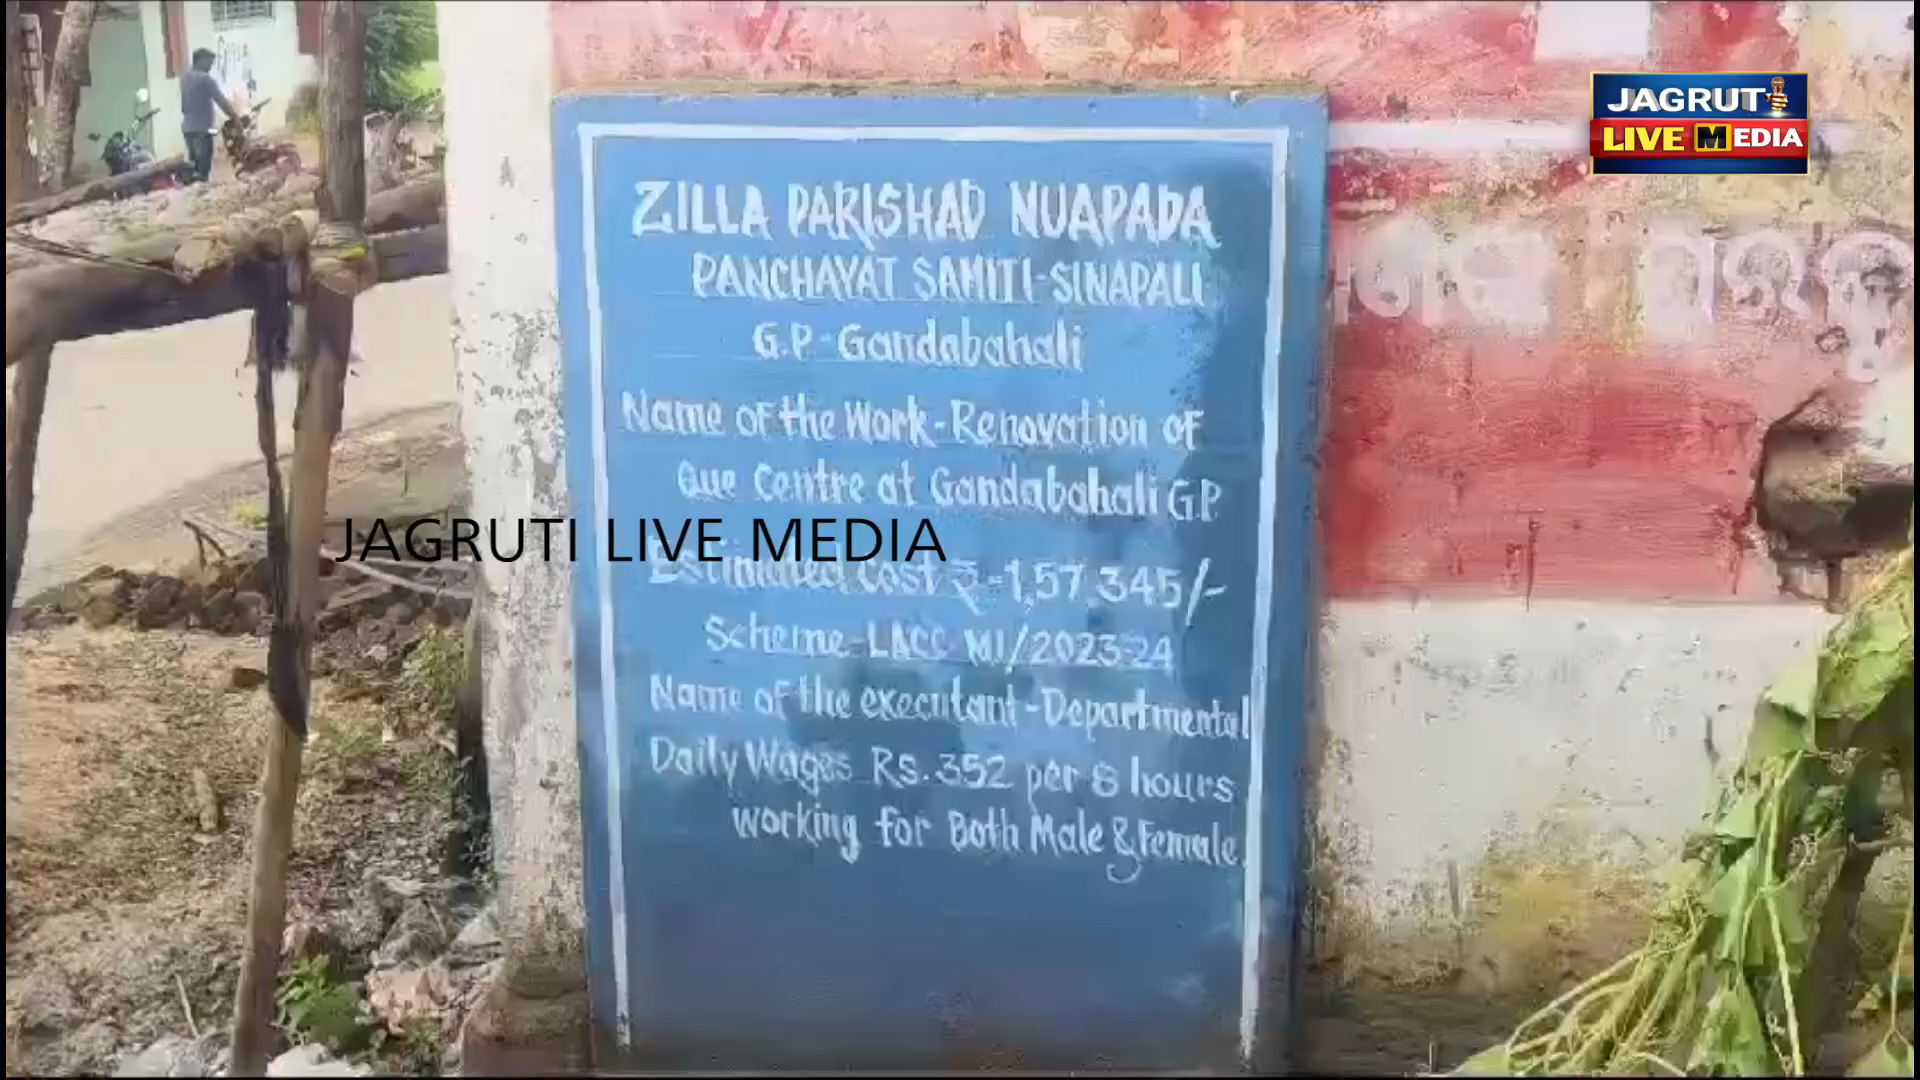 JAGRUTI
LIVE MEDIA
ZILLA PARISHAD NUAPADA
PANCHAYAT SAMITI-SINAPALI
G.P-Gandabahali
Name of the Work-Renovation of
Que Centre at Gandabahali G.P.
JAGRUTI LIVE MEDIA
Estimated cost ₹-1,57,345/-
Scheme-LACC MI/2023-24
Name of the executant-Departmental
Daily Wages Rs.352 per 8 hours
working for Both Male & Female.